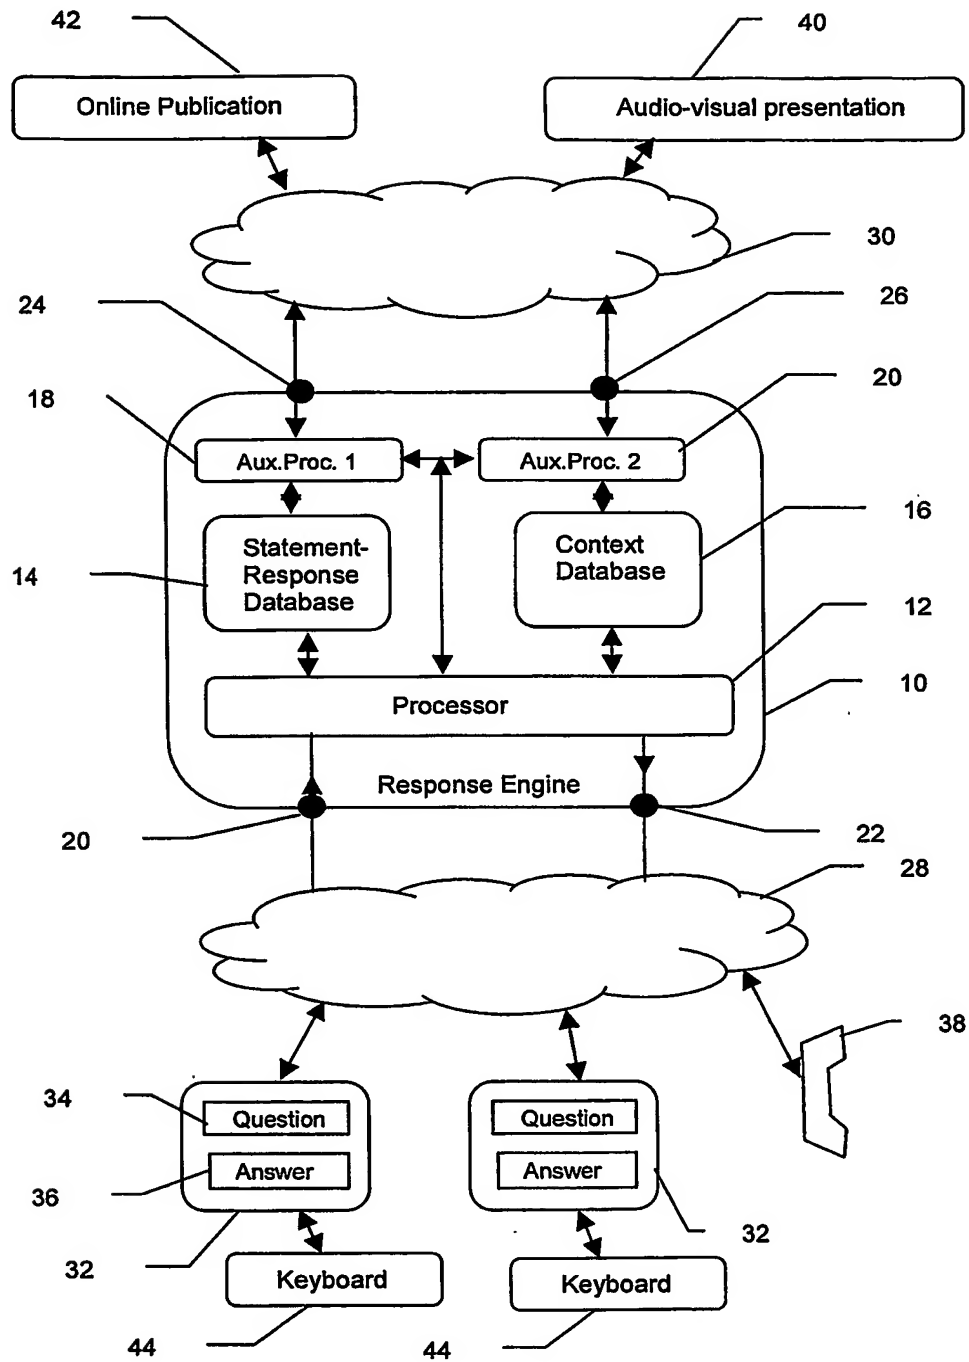 42
40
Online Publication
Audio-visual presentation
30
24
26
18
20
Aux.Proc. 1
Aux.Proc. 2
16
Statement-
Response
Database
Context
Database
14
12
Processor
10
Response Engine
20
22
28
38
34
Question
Question
Answer
Answer
36
32
32
Keyboard
Keyboard
44
44